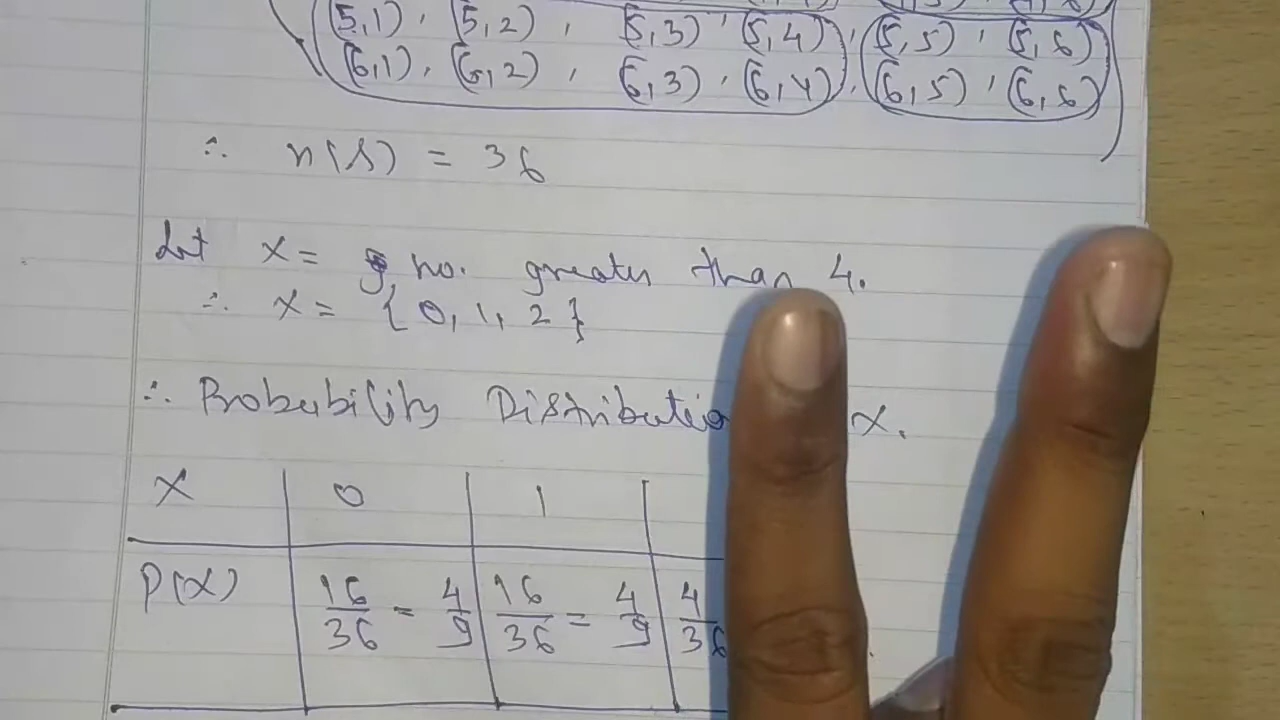 (5,1), (5,2), (5,3), (5,4), (5,5), (5,6)
(6,1), (6,2), (6,3), (6,4), (6,5), (6,6)
∴ n(S) = 36
Let X = no. greater than 4.
∴ X = {0, 1, 2}
∴ Probability Distribution X.
X 0 1
P(X) 16/36 = 4/9 16/36 = 4/9 4/36